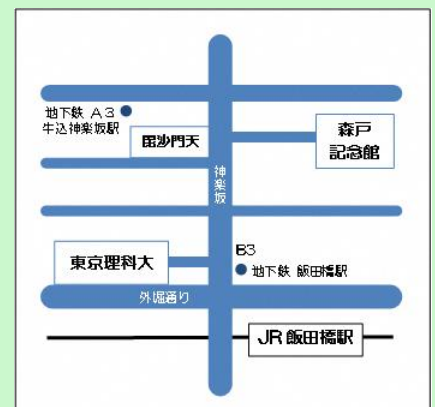 地下鉄 A3
牛込神楽坂駅
毘沙門天
森戸
記念館
神楽坂
B3
地下鉄 飯田橋駅
東京理科大
外堀通り
JR 飯田橋駅